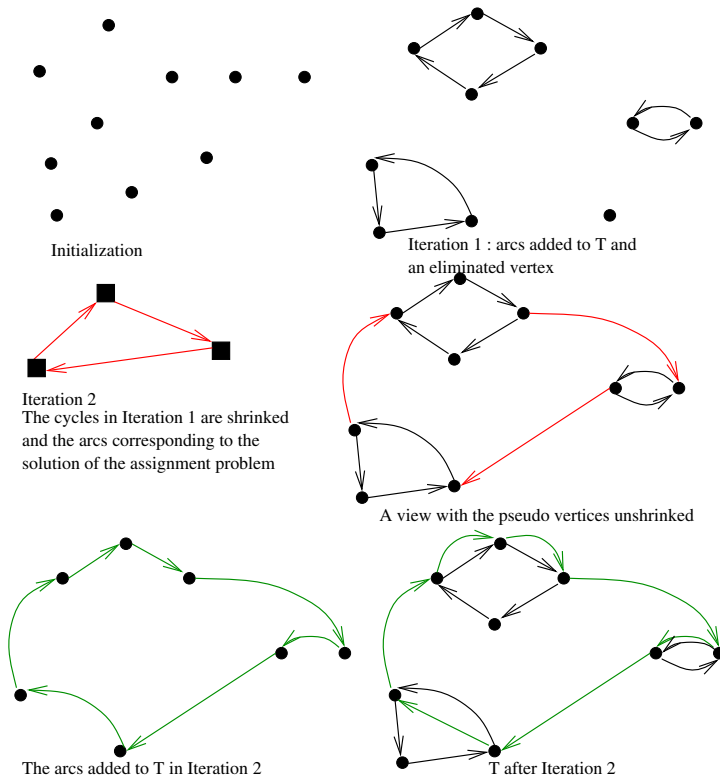 Initialization
Iteration 1 : arcs added to T and
an eliminated vertex
Iteration 2
The cycles in Iteration 1 are shrinked
and the arcs corresponding to the
solution of the assignment problem
A view with the pseudo vertices unshrinked
The arcs added to T in Iteration 2
T after Iteration 2